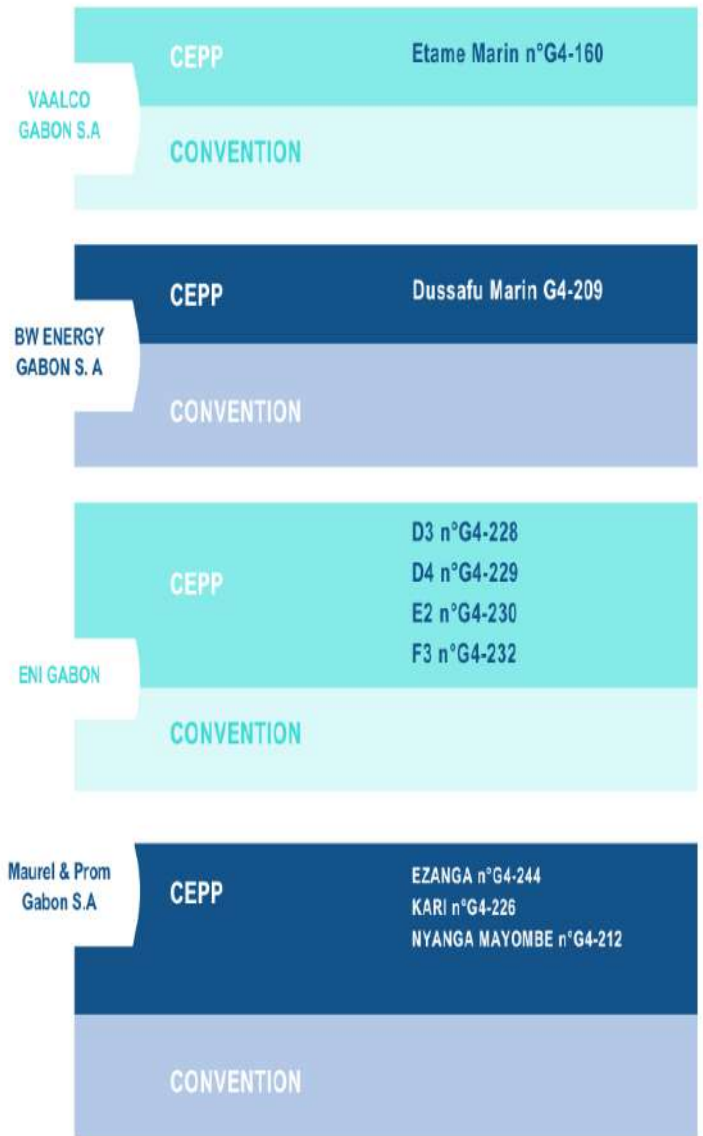 VAALCO
GABON S.A
CEPP
Etame Marin n°G4-160
CONVENTION
BW ENERGY
GABON S. A
CEPP
Dussafu Marin G4-209
CONVENTION
ENI GABON
CEPP
D3 n°G4-228
D4 n°G4-229
E2 n°G4-230
F3 n°G4-232
CONVENTION
Maurel & Prom
Gabon S.A
CEPP
EZANGA n°G4-244
KARI n°G4-226
NYANGA MAYOMBE n°G4-212
CONVENTION